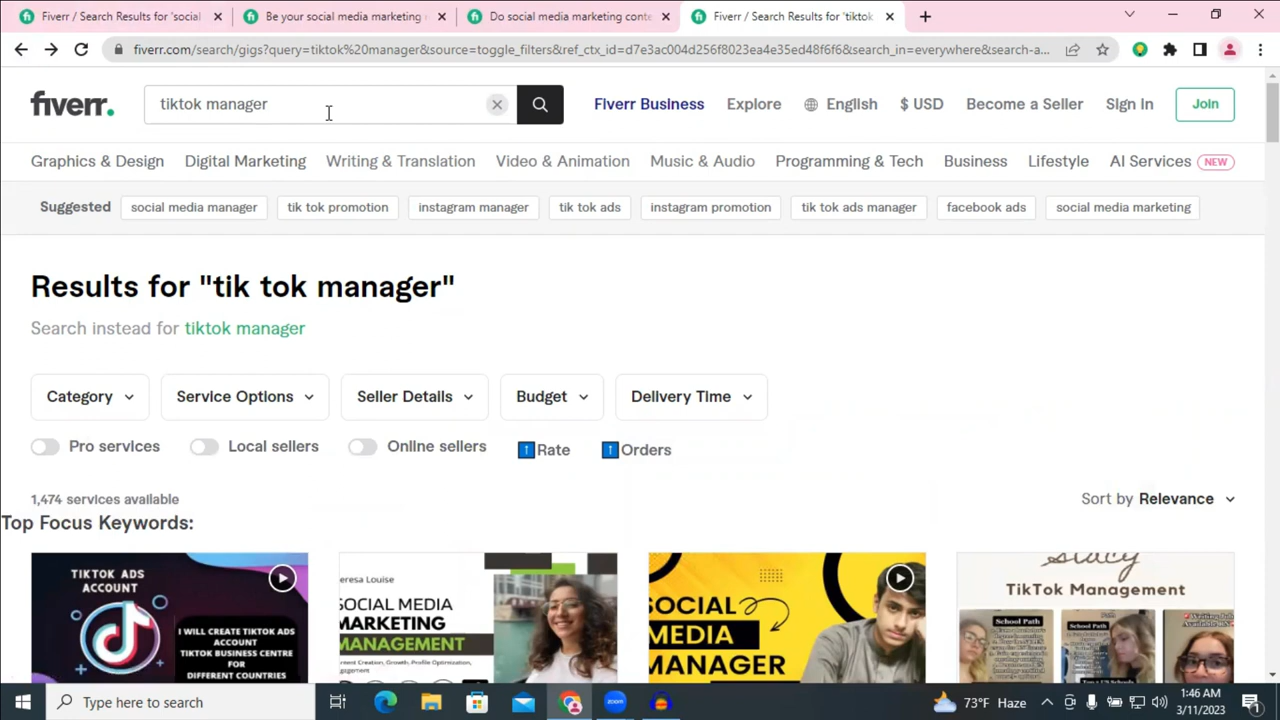 Fiverr / Search Results for 'social
Be your social media marketing
Do social media marketing conte
Fiverr / Search Results for 'tiktok
fiverr.com/search/gigs?query=tiktok%20manager&source=toggle_filters&ref_ctx_id=d7e3ac004d256f8023ea4e35ed48f6f6&search_in=everywhere&search-a...
fiverr.
tiktok manager
Fiverr Business
Explore
English
$ USD
Become a Seller
Sign In
Join
Graphics & Design
Digital Marketing
Writing & Translation
Video & Animation
Music & Audio
Programming & Tech
Business
Lifestyle
AI Services NEW
Suggested
social media manager
tik tok promotion
instagram manager
tik tok ads
instagram promotion
tik tok ads manager
facebook ads
social media marketing
Results for "tik tok manager"
Search instead for tiktok manager
Category
Service Options
Seller Details
Budget
Delivery Time
Pro services
Local sellers
Online sellers
Rate
Orders
1,474 services available
Sort by Relevance
Top Focus Keywords:
TIKTOK ADS
ACCOUNT
I WILL CREATE TIKTOK ADS
ACCOUNT
TIKTOK BUSINESS CENTRE
FOR
DIFFERENT COUNTRIES
eresa Louise
SOCIAL MEDIA
MARKETING
MANAGEMENT
SOCIAL
MEDIA
MANAGER
stacy
TikTok Management
School Path
School Path
Type here to search
73°F Haze
1:46 AM
3/11/2023
1